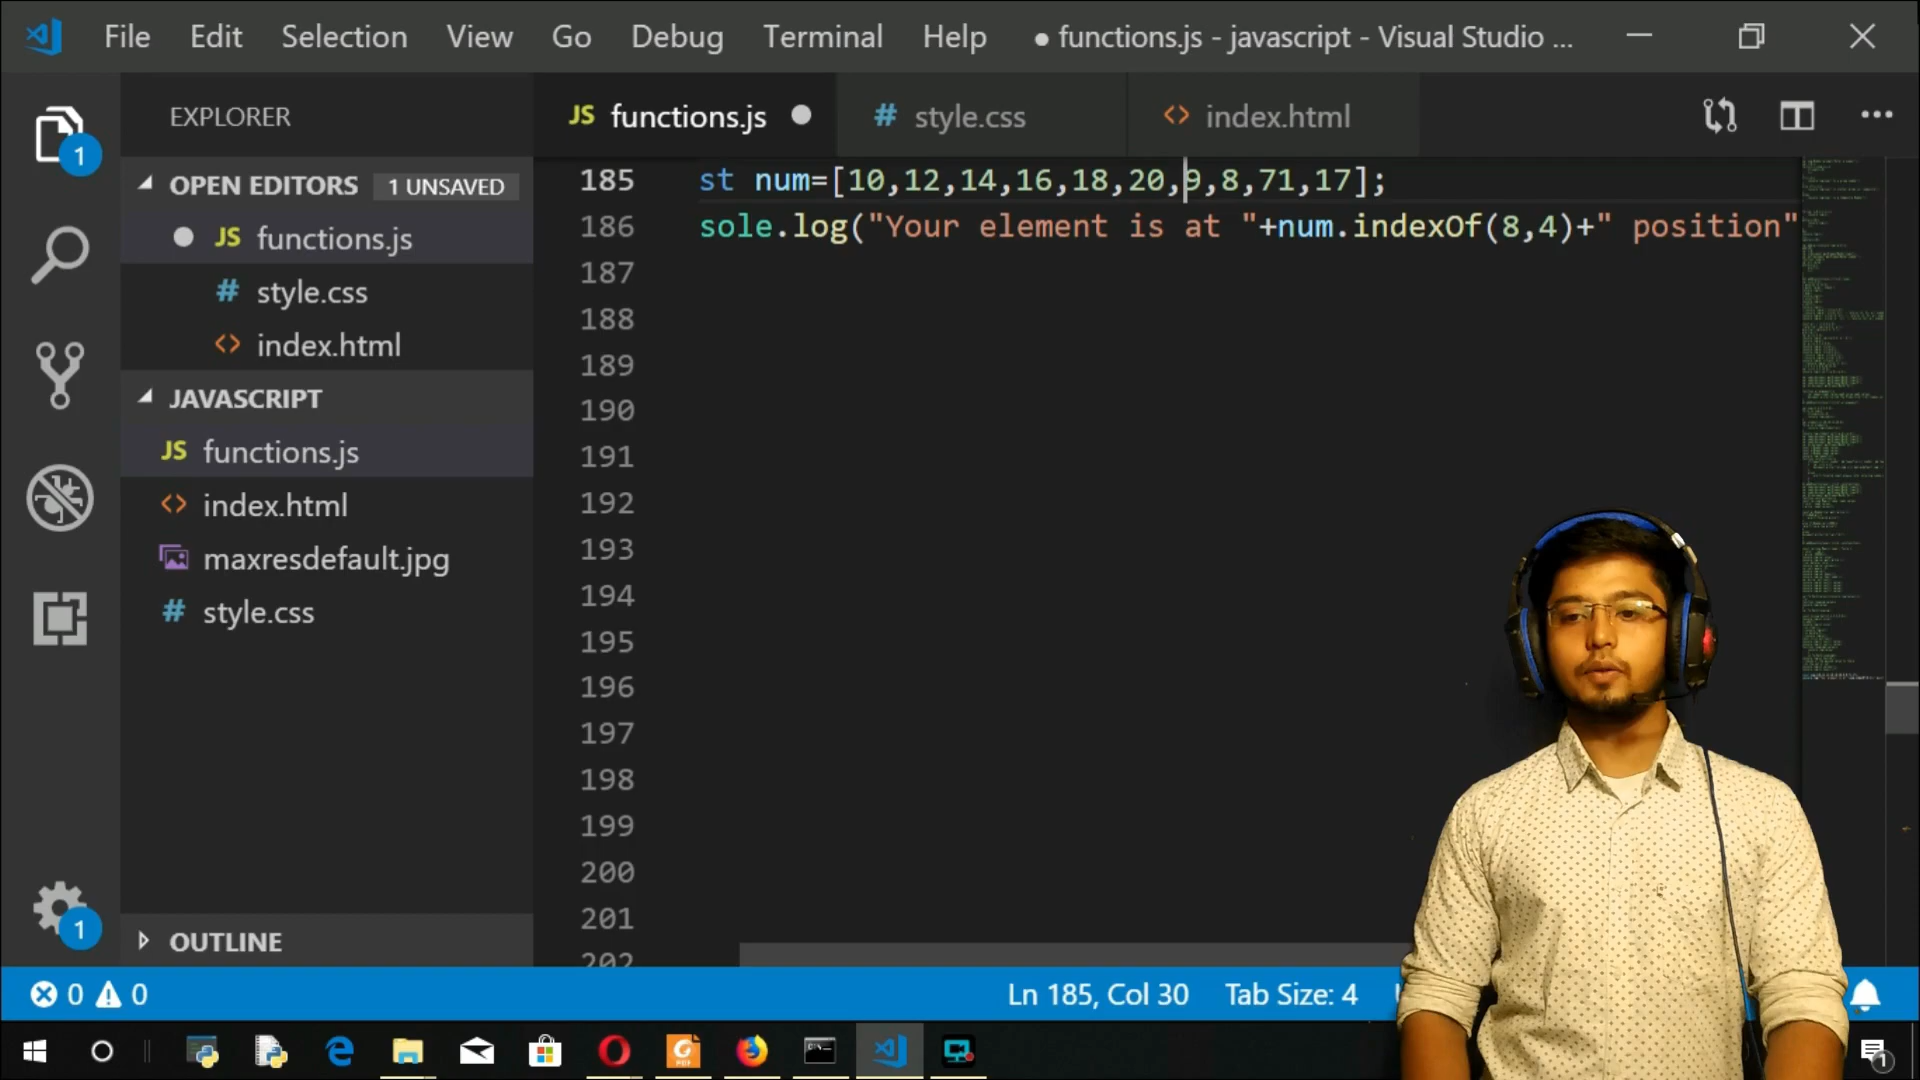 File Edit Selection View Go Debug Terminal Help ● functions.js - javascript - Visual Studio ...
EXPLORER
JS functions.js
# style.css
<> index.html
OPEN EDITORS 1 UNSAVED
JS functions.js
# style.css
<> index.html
JAVASCRIPT
JS functions.js
<> index.html
maxresdefault.jpg
# style.css
OUTLINE
1
1
185 st num=[10,12,14,16,18,20,9,8,71,17];
186 sole.log("Your element is at "+num.indexOf(8,4)+" position"
187
188
189
190
191
192
193
194
195
196
197
198
199
200
201
202
0 0
Ln 185, Col 30 Tab Size: 4
PDF
1